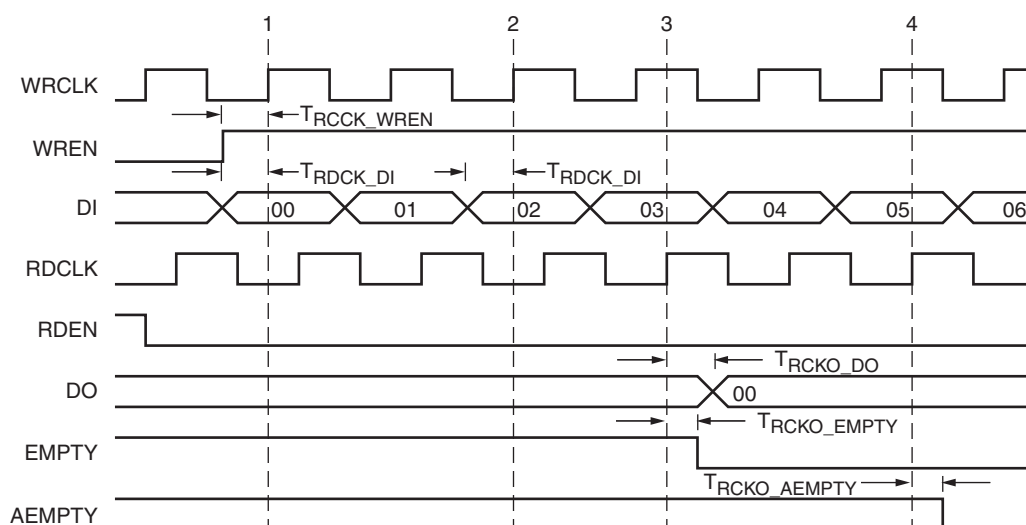 1 2 3 4
WRCLK
TRCCK_WREN
WREN
TRDCK_DI TRDCK_DI
DI 00 01 02 03 04 05 06
RDCLK
RDEN
TRCKO_DO
DO 00
TRCKO_EMPTY
EMPTY
TRCKO_AEMPTY
AEMPTY